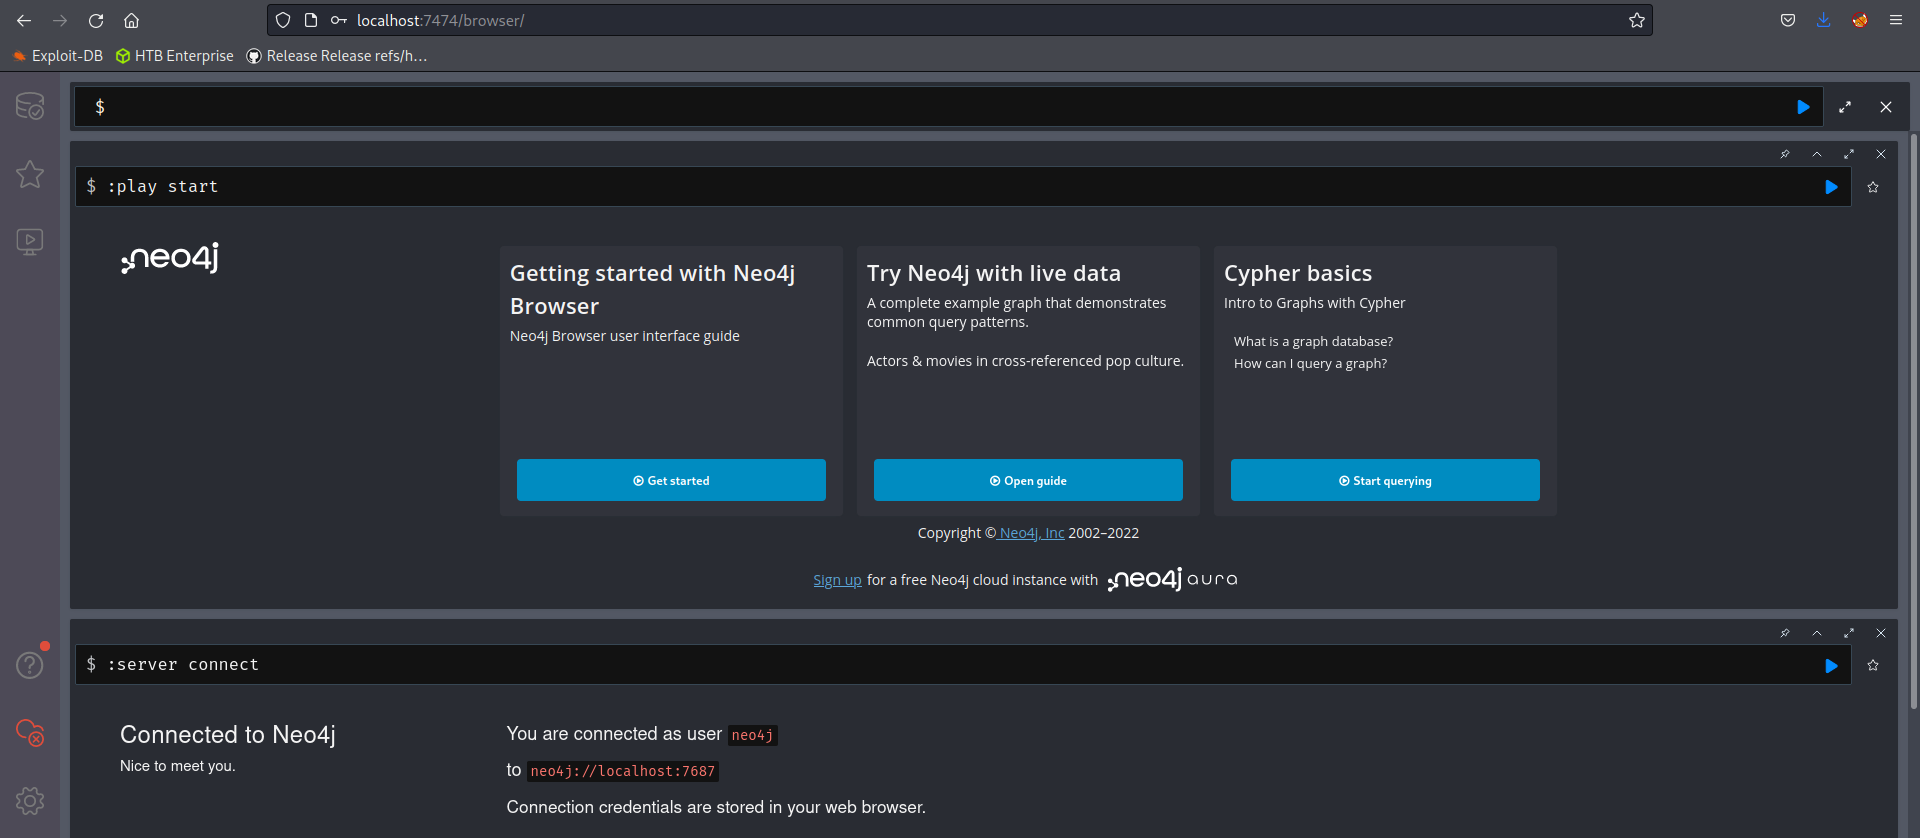 localhost:7474/browser/
Exploit-DB HTB Enterprise Release Release refs/h...
$
$ :play start
neo4j
Getting started with Neo4j
Browser
Neo4j Browser user interface guide
Get started
Try Neo4j with live data
A complete example graph that demonstrates
common query patterns.
Actors & movies in cross-referenced pop culture.
Open guide
Cypher basics
Intro to Graphs with Cypher
What is a graph database?
How can I query a graph?
Start querying
Copyright © Neo4j, Inc 2002–2022
Sign up for a free Neo4j cloud instance with neo4j aura
$ :server connect
Connected to Neo4j
Nice to meet you.
You are connected as user neo4j
to neo4j://localhost:7687
Connection credentials are stored in your web browser.